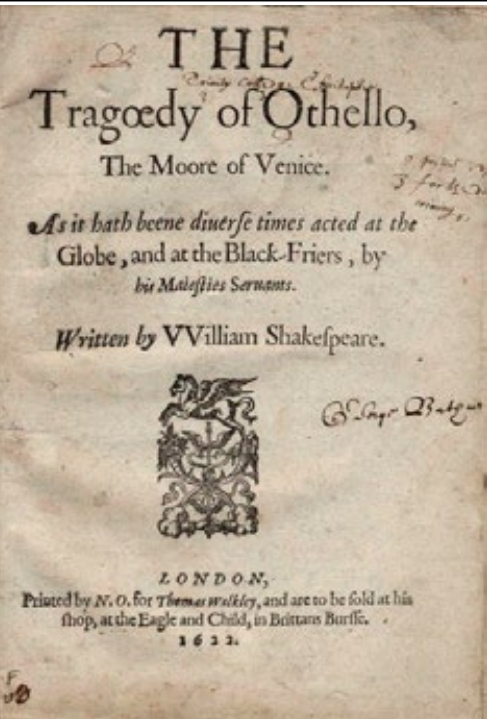 THE
Tragœdy of Othello,
The Moore of Venice.
As it hath beene diuerſe times acted at the
Globe, and at the Black-Friers, by
his Maieſties Seruants.
Written by VVilliam Shakeſpeare.
LONDON,
Printed by N. O. for Thomas Walkley, and are to be ſold at his
ſhop, at the Eagle and Child, in Brittans Burſſe.
1622.